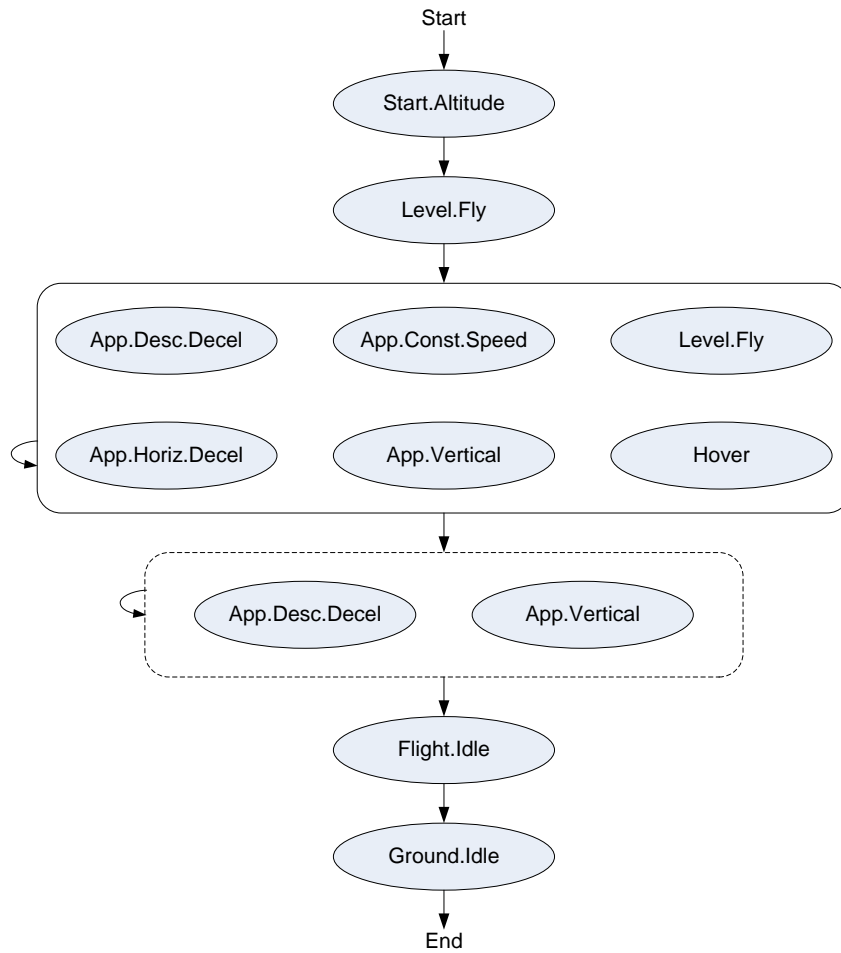 Start
Start.Altitude
Level.Fly
App.Desc.Decel
App.Const.Speed
Level.Fly
App.Horiz.Decel
App.Vertical
Hover
App.Desc.Decel
App.Vertical
Flight.Idle
Ground.Idle
End